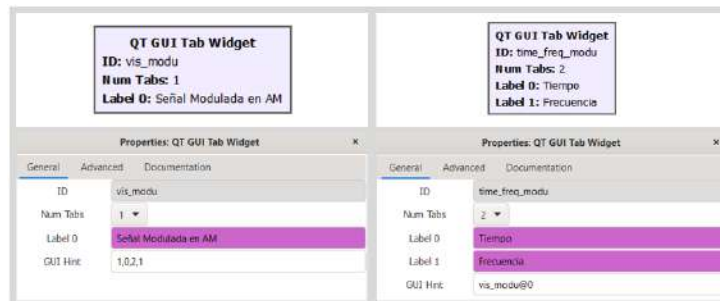 QT GUI Tab Widget
ID: vis_modu
Num Tabs: 1
Label 0: Señal Modulada en AM
QT GUI Tab Widget
ID: time_freq_modu
Num Tabs: 2
Label 0: Tiempo
Label 1: Frecuencia
Properties: QT GUI Tab Widget ×
General Advanced Documentation
ID vis_modu
Num Tabs 1
Label 0 Señal Modulada en AM
GUI Hint 1,0,2,1
Properties: QT GUI Tab Widget ×
General Advanced Documentation
ID time_freq_modu
Num Tabs 2
Label 0 Tiempo
Label 1 Frecuencia
GUI Hint vis_modu@0